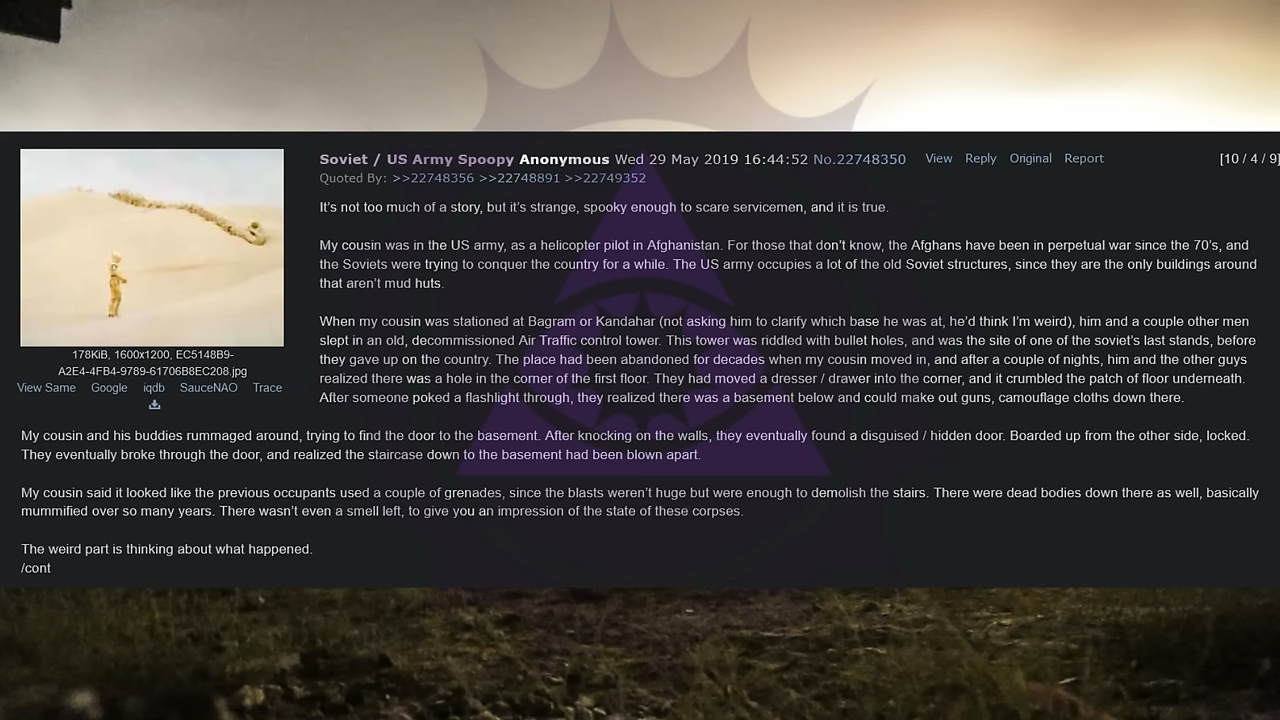 Soviet / US Army Spoopy Anonymous Wed 29 May 2019 16:44:52 No.22748350 View Reply Original Report [10 / 4 / 9]
Quoted By: >>22748356 >>22748891 >>22749352
It's not too much of a story, but it's strange, spooky enough to scare servicemen, and it is true.
My cousin was in the US army, as a helicopter pilot in Afghanistan. For those that don't know, the Afghans have been in perpetual war since the 70's, and
the Soviets were trying to conquer the country for a while. The US army occupies a lot of the old Soviet structures, since they are the only buildings around
that aren't mud huts.
When my cousin was stationed at Bagram or Kandahar (not asking him to clarify which base he was at, he'd think I'm weird), him and a couple other men
slept in an old, decommissioned Air Traffic control tower. This tower was riddled with bullet holes, and was the site of one of the soviet's last stands, before
they gave up on the country. The place had been abandoned for decades when my cousin moved in, and after a couple of nights, him and the other guys
realized there was a hole in the corner of the first floor. They had moved a dresser / drawer into the corner, and it crumbled the patch of floor underneath.
After someone poked a flashlight through, they realized there was a basement below and could make out guns, camouflage cloths down there.
178KiB, 1600x1200, EC5148B9-
A2E4-4FB4-9789-61706B8EC208.jpg
View Same Google iqdb SauceNAO Trace
My cousin and his buddies rummaged around, trying to find the door to the basement. After knocking on the walls, they eventually found a disguised / hidden door. Boarded up from the other side, locked.
They eventually broke through the door, and realized the staircase down to the basement had been blown apart.
My cousin said it looked like the previous occupants used a couple of grenades, since the blasts weren't huge but were enough to demolish the stairs. There were dead bodies down there as well, basically
mummified over so many years. There wasn't even a smell left, to give you an impression of the state of these corpses.
The weird part is thinking about what happened.
/cont